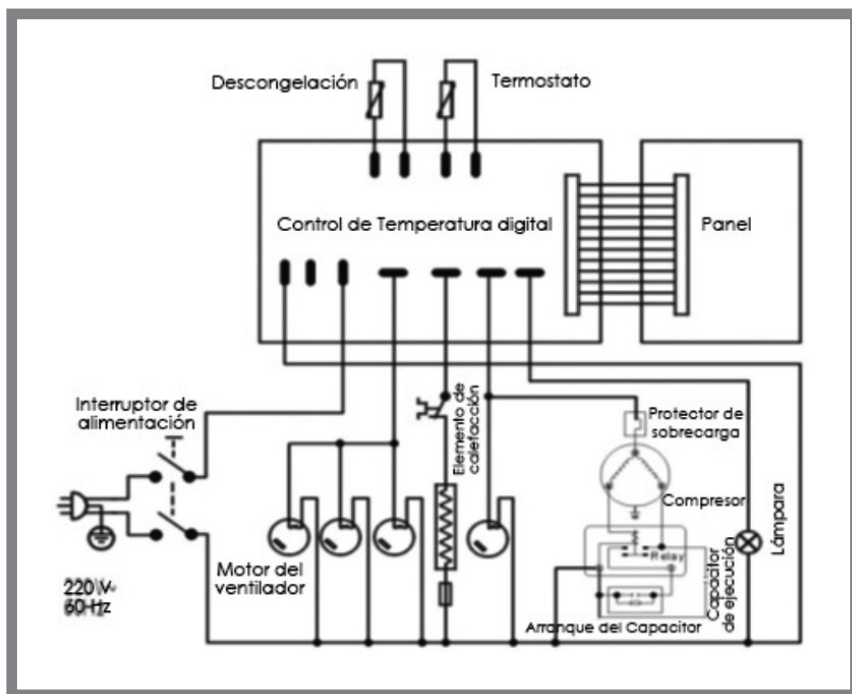 Descongelación
Termostato
Control de Temperatura digital
Panel
Interruptor de
alimentación
Elemento de
calefacción
Protector de
sobrecarga
Compresor
Relay
Capacitor
de ejecución
Lámpara
Motor del
ventilador
220 V~
60Hz
Arranque del Capacitor